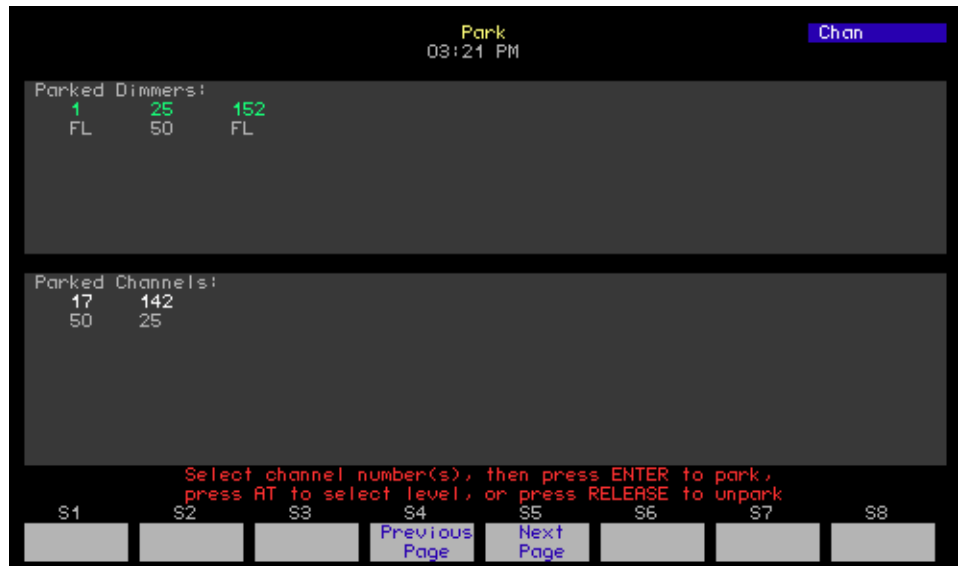 Park
Chan
03:21 PM
Parked Dimmers:
1 25 152
FL 50 FL
Parked Channels:
17 142
50 25
Select channel number(s), then press ENTER to park,
press AT to select level, or press RELEASE to unpark
S1 S2 S3 S4 S5 S6 S7 S8
Previous Next
Page Page